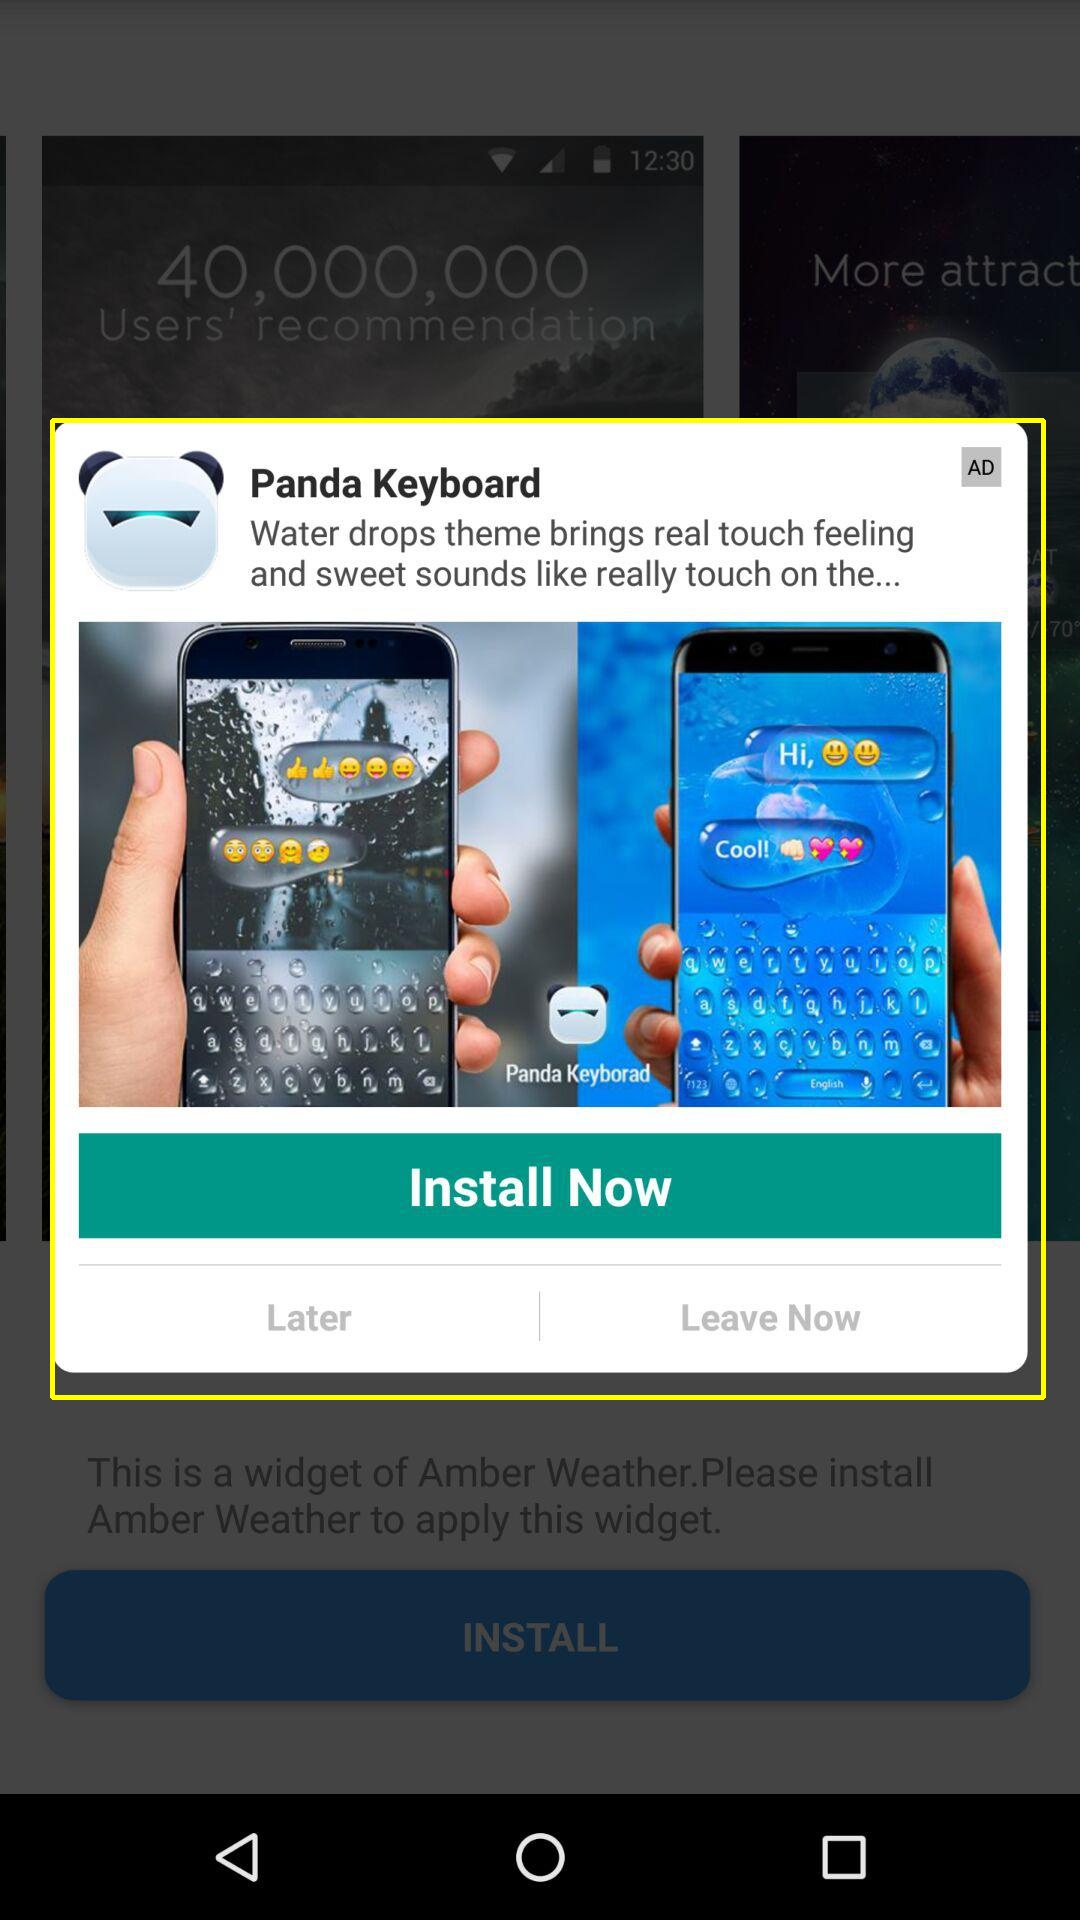 12:30
40,000,000
Users' recommendation
More attract
Panda Keyboard
AD
Water drops theme brings real touch feeling
and sweet sounds like really touch on the...
SAT
/-70°
Hi,
Cool!
q w e r t y u i o p
a s d f g h j k l
z x c v b n m
q w e r t y u i o p
a s d f g h j k l
z x c v b n m
?123 English
Panda Keyborad
Install Now
Later
Leave Now
This is a widget of Amber Weather.Please install
Amber Weather to apply this widget.
INSTALL